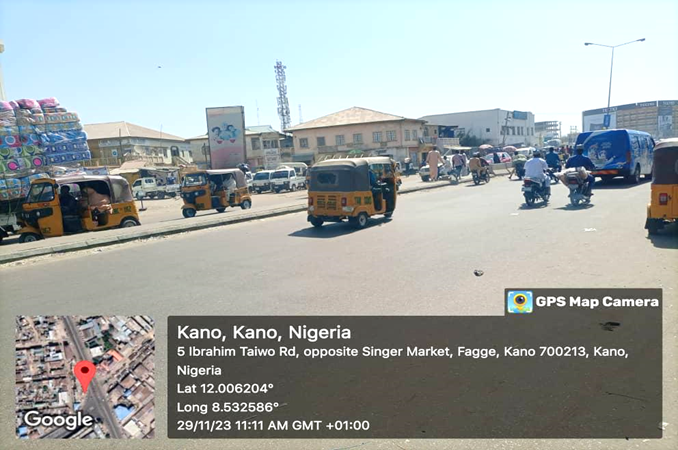 GPS Map Camera
Kano, Kano, Nigeria
5 Ibrahim Taiwo Rd, opposite Singer Market, Fagge, Kano 700213, Kano,
Nigeria
Lat 12.006204°
Long 8.532586°
29/11/23 11:11 AM GMT +01:00
Google